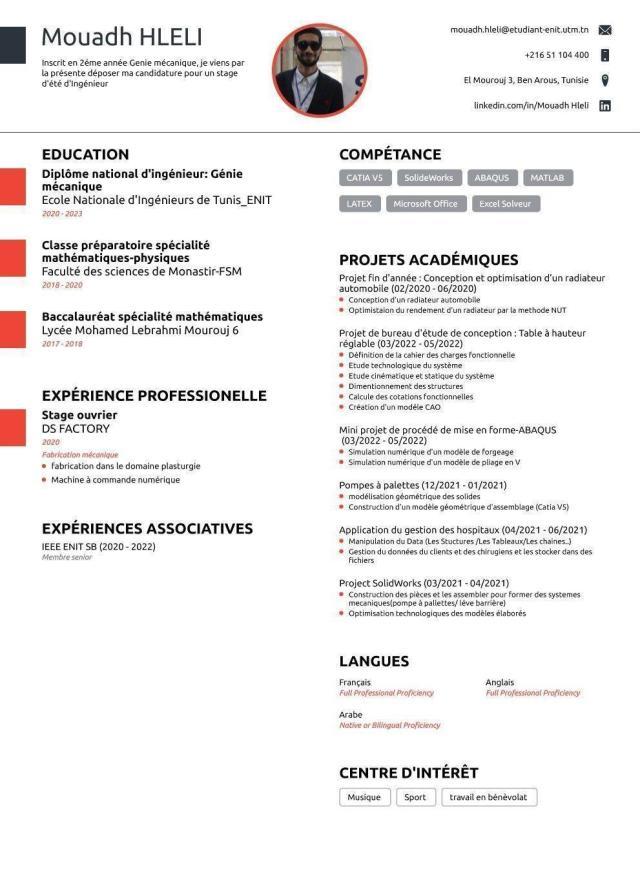 Mouadh HLELI
Inscrit en 2éme année Genie mécanique, je viens par
la présente déposer ma candidature pour un stage
d'été d'Ingénieur
mouadh.hleli@etudiant-enit.utm.tn
+216 51 104 400
El Mourouj 3, Ben Arous, Tunisie
linkedin.com/in/Mouadh Hleli
EDUCATION
Diplôme national d'ingénieur: Génie
mécanique
Ecole Nationale d'Ingénieurs de Tunis_ENIT
2020 - 2023
Classe préparatoire spécialité
mathématiques-physiques
Faculté des sciences de Monastir-FSM
2018 - 2020
Baccalauréat spécialité mathématiques
Lycée Mohamed Lebrahmi Mourouj 6
2017 - 2018
EXPÉRIENCE PROFESSIONELLE
Stage ouvrier
DS FACTORY
2020
Fabrication mécanique
fabrication dans le domaine plasturgie
Machine à commande numérique
EXPÉRIENCES ASSOCIATIVES
IEEE ENIT SB (2020 - 2022)
Membre senior
COMPÉTANCE
CATIA V5 SolideWorks ABAQUS MATLAB
LATEX Microsoft Office Excel Solveur
PROJETS ACADÉMIQUES
Projet fin d'année : Conception et optimisation d'un radiateur
automobile (02/2020 - 06/2020)
Conception d'un radiateur automobile
Optimistaion du rendement d'un radiateur par la methode NUT
Projet de bureau d'étude de conception : Table à hauteur
réglable (03/2022 - 05/2022)
Définition de la cahier des charges fonctionnelle
Etude technologique du système
Etude cinématique et statique du système
Dimentionnement des structures
Calcule des cotations fonctionnelles
Création d'un modèle CAO
Mini projet de procédé de mise en forme-ABAQUS
(03/2022 - 05/2022)
Simulation numérique d'un modèle de forgeage
Simulation numérique d'un modèle de pliage en V
Pompes à palettes (12/2021 - 01/2021)
modélisation géométrique des solides
Construction d'un modèle géométrique d'assemblage (Catia V5)
Application du gestion des hospitaux (04/2021 - 06/2021)
Manipulation du Data (Les Stuctures /Les Tableaux/Les chaines..)
Gestion du données du clients et des chirugiens et les stocker dans des
fichiers
Project SolidWorks (03/2021 - 04/2021)
Construction des pièces et les assembler pour former des systemes
mecaniques(pompe à pallettes/ léve barrière)
Optimisation technologiques des modèles élaborés
LANGUES
Français
Full Professional Proficiency
Anglais
Full Professional Proficiency
Arabe
Native or Bilingual Proficiency
CENTRE D'INTÉRÊT
Musique Sport travail en bénèvolat